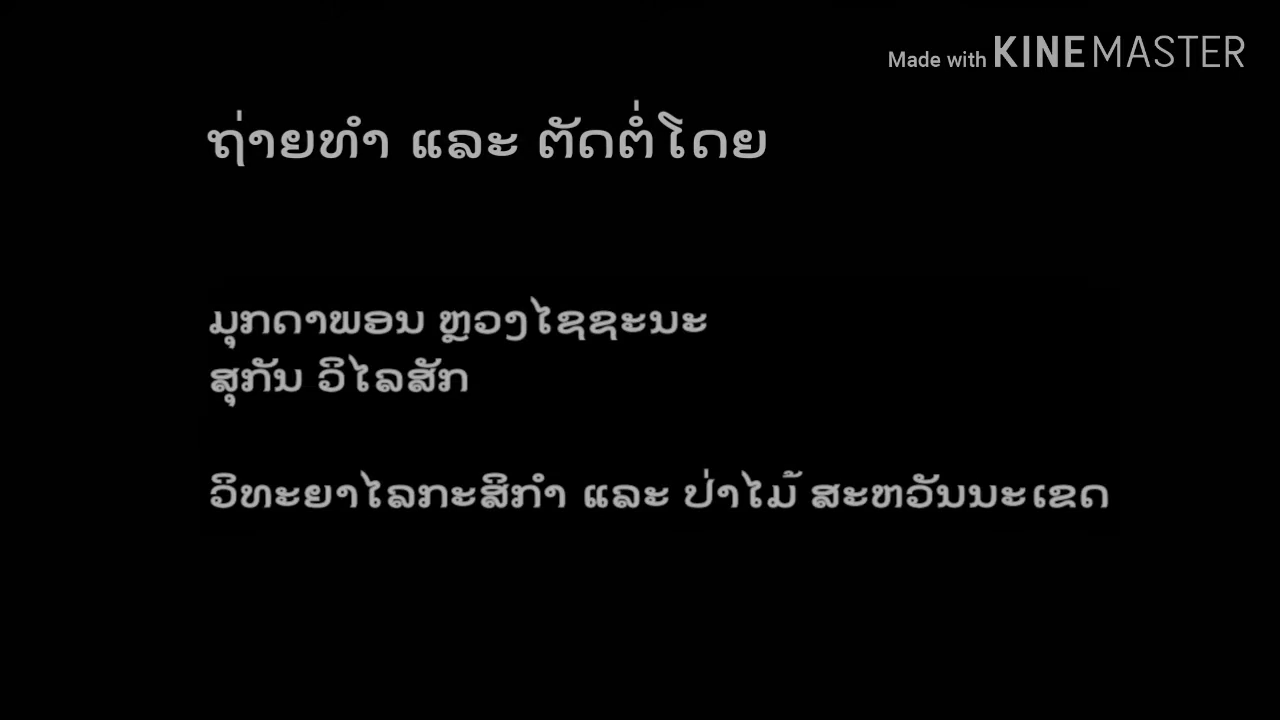 Made with KINEMASTER
ຖ່າຍທຳ ແລະ ຕັດຕໍ່ໂດຍ
ມຸກດາພອນ ຫຼວງໄຊຊະນະ
ສຸກັນ ວິໄລສັກ
ວິທະຍາໄລກະສິກຳ ແລະ ປ່າໄມ້ ສະຫວັນນະເຂດ